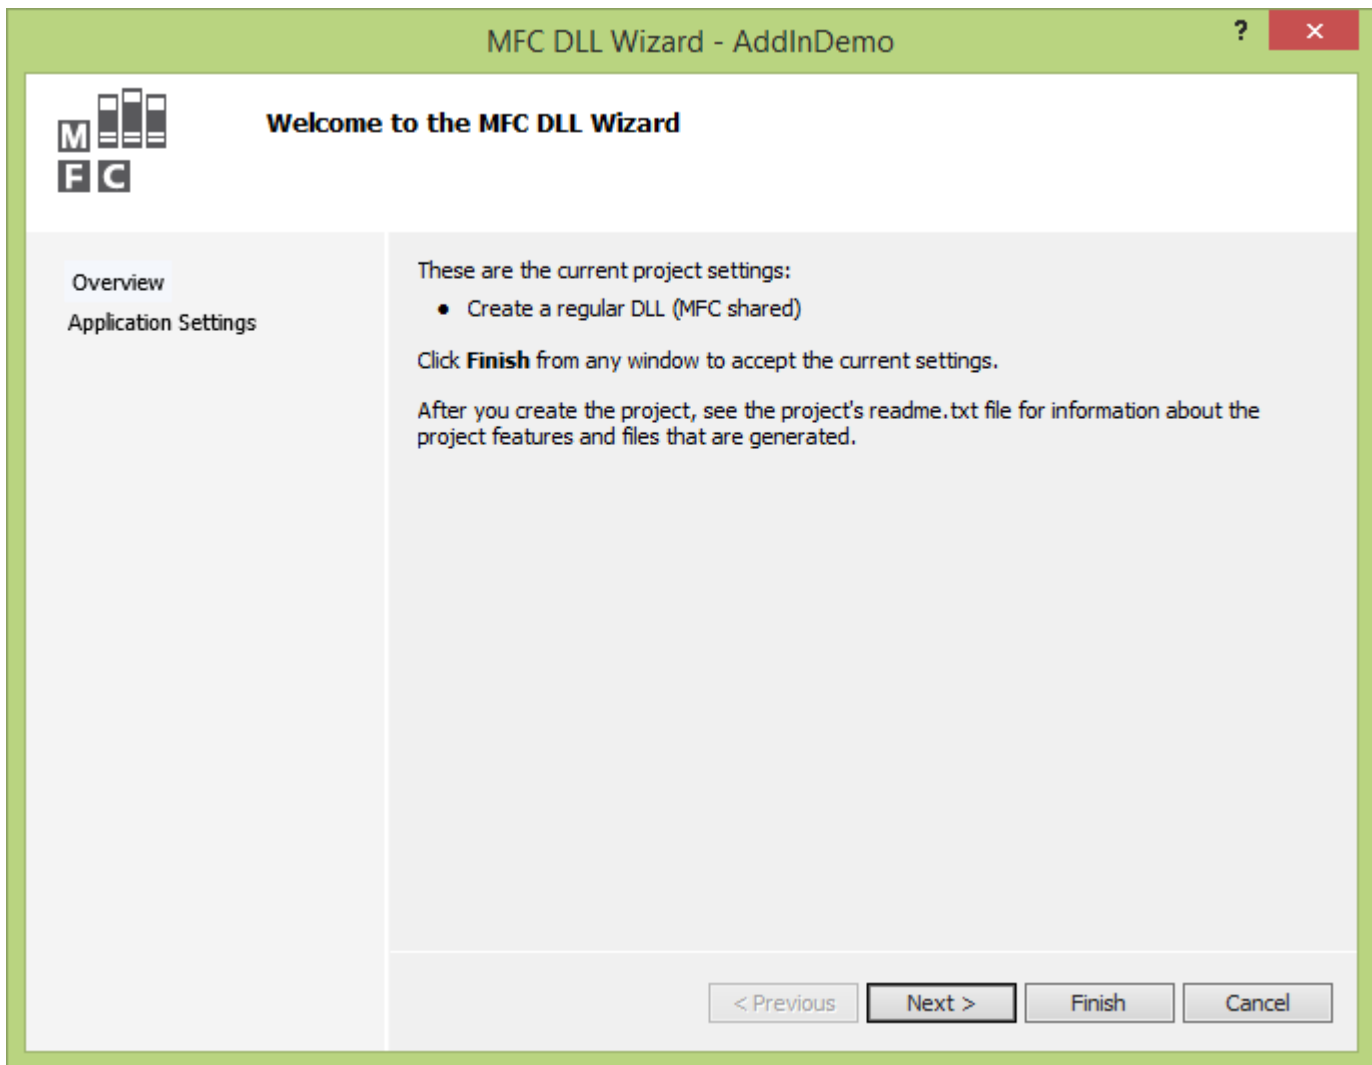 MFC DLL Wizard - AddInDemo
?
×
M
F C
Welcome to the MFC DLL Wizard
Overview
Application Settings
These are the current project settings:
• Create a regular DLL (MFC shared)
Click Finish from any window to accept the current settings.
After you create the project, see the project's readme.txt file for information about the
project features and files that are generated.
< Previous
Next >
Finish
Cancel